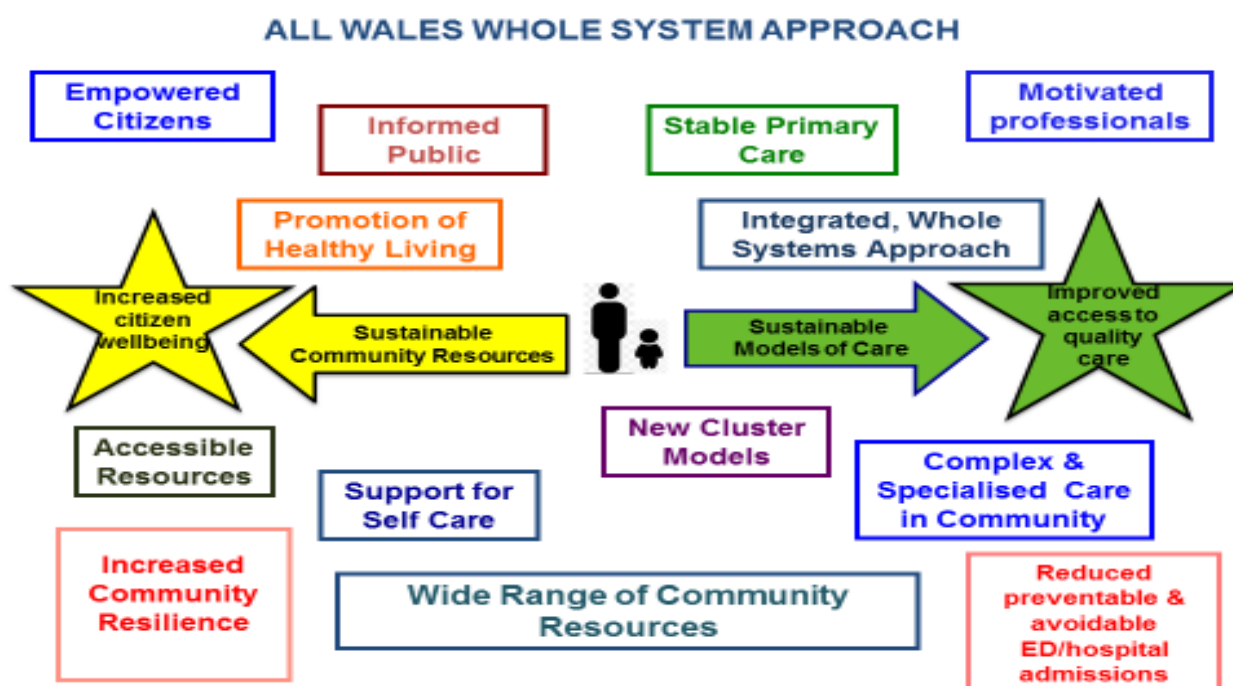 ALL WALES WHOLE SYSTEM APPROACH
Empowered
Citizens
Informed
Public
Stable Primary
Care
Motivated
professionals
Promotion of
Healthy Living
Integrated, Whole
Systems Approach
Increased
citizen
wellbeing
Sustainable
Community Resources
Sustainable
Models of Care
Improved
access to
quality
care
Accessible
Resources
Support for
Self Care
New Cluster
Models
Complex &
Specialised Care
in Community
Increased
Community
Resilience
Wide Range of Community
Resources
Reduced
preventable &
avoidable
ED/hospital
admissions